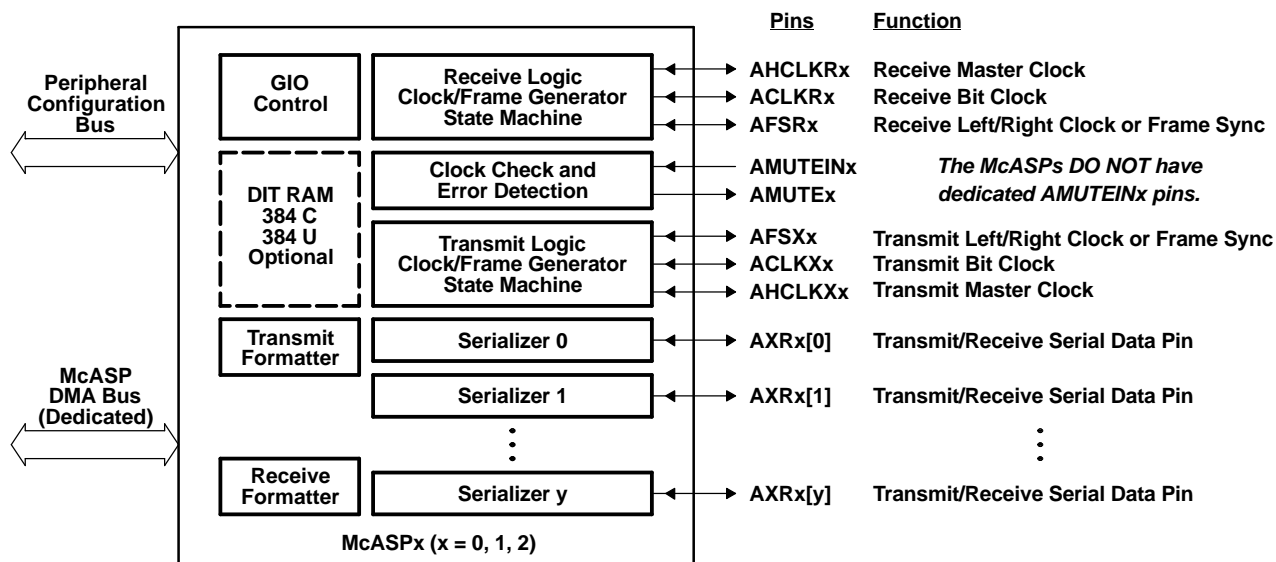 Pins Function
Peripheral
Configuration
Bus
GIO
Control
Receive Logic
Clock/Frame Generator
State Machine
AHCLKRx Receive Master Clock
ACLKRx Receive Bit Clock
AFSRx Receive Left/Right Clock or Frame Sync
DIT RAM
384 C
384 U
Optional
Clock Check and
Error Detection
AMUTEINx
AMUTEx
The McASPs DO NOT have
dedicated AMUTEINx pins.
Transmit Logic
Clock/Frame Generator
State Machine
AFSXx Transmit Left/Right Clock or Frame Sync
ACLKXx Transmit Bit Clock
AHCLKXx Transmit Master Clock
Transmit
Formatter
Serializer 0
AXRx[0] Transmit/Receive Serial Data Pin
McASP
DMA Bus
(Dedicated)
Serializer 1
AXRx[1] Transmit/Receive Serial Data Pin
Receive
Formatter
Serializer y
AXRx[y] Transmit/Receive Serial Data Pin
McASPx (x = 0, 1, 2)